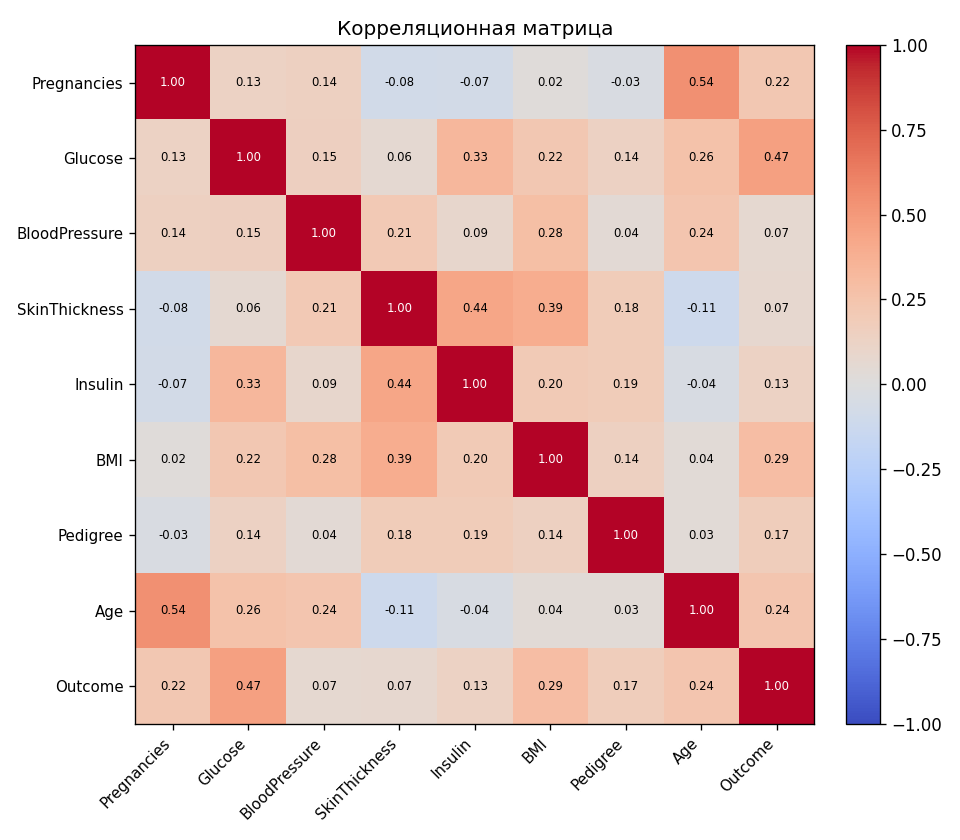 Корреляционная матрица
Pregnancies 1.00 0.13 0.14 -0.08 -0.07 0.02 -0.03 0.54 0.22
Glucose 0.13 1.00 0.15 0.06 0.33 0.22 0.14 0.26 0.47
BloodPressure 0.14 0.15 1.00 0.21 0.09 0.28 0.04 0.24 0.07
SkinThickness -0.08 0.06 0.21 1.00 0.44 0.39 0.18 -0.11 0.07
Insulin -0.07 0.33 0.09 0.44 1.00 0.20 0.19 -0.04 0.13
BMI 0.02 0.22 0.28 0.39 0.20 1.00 0.14 0.04 0.29
Pedigree -0.03 0.14 0.04 0.18 0.19 0.14 1.00 0.03 0.17
Age 0.54 0.26 0.24 -0.11 -0.04 0.04 0.03 1.00 0.24
Outcome 0.22 0.47 0.07 0.07 0.13 0.29 0.17 0.24 1.00
Pregnancies Glucose BloodPressure SkinThickness Insulin BMI Pedigree Age Outcome
1.00
0.75
0.50
0.25
0.00
−0.25
−0.50
−0.75
−1.00